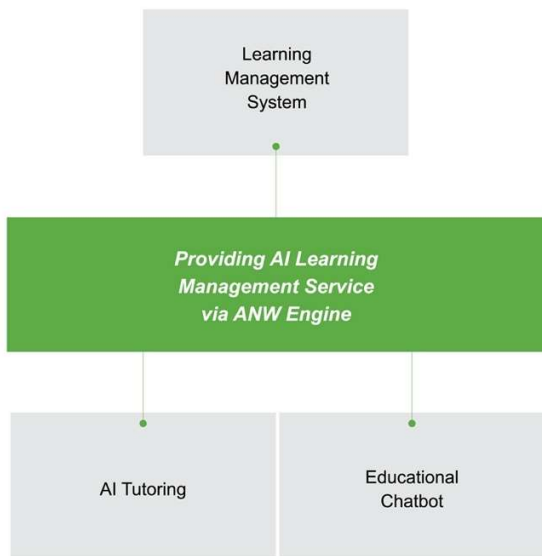 Learning
Management
System
Providing AI Learning
Management Service
via ANW Engine
AI Tutoring
Educational
Chatbot